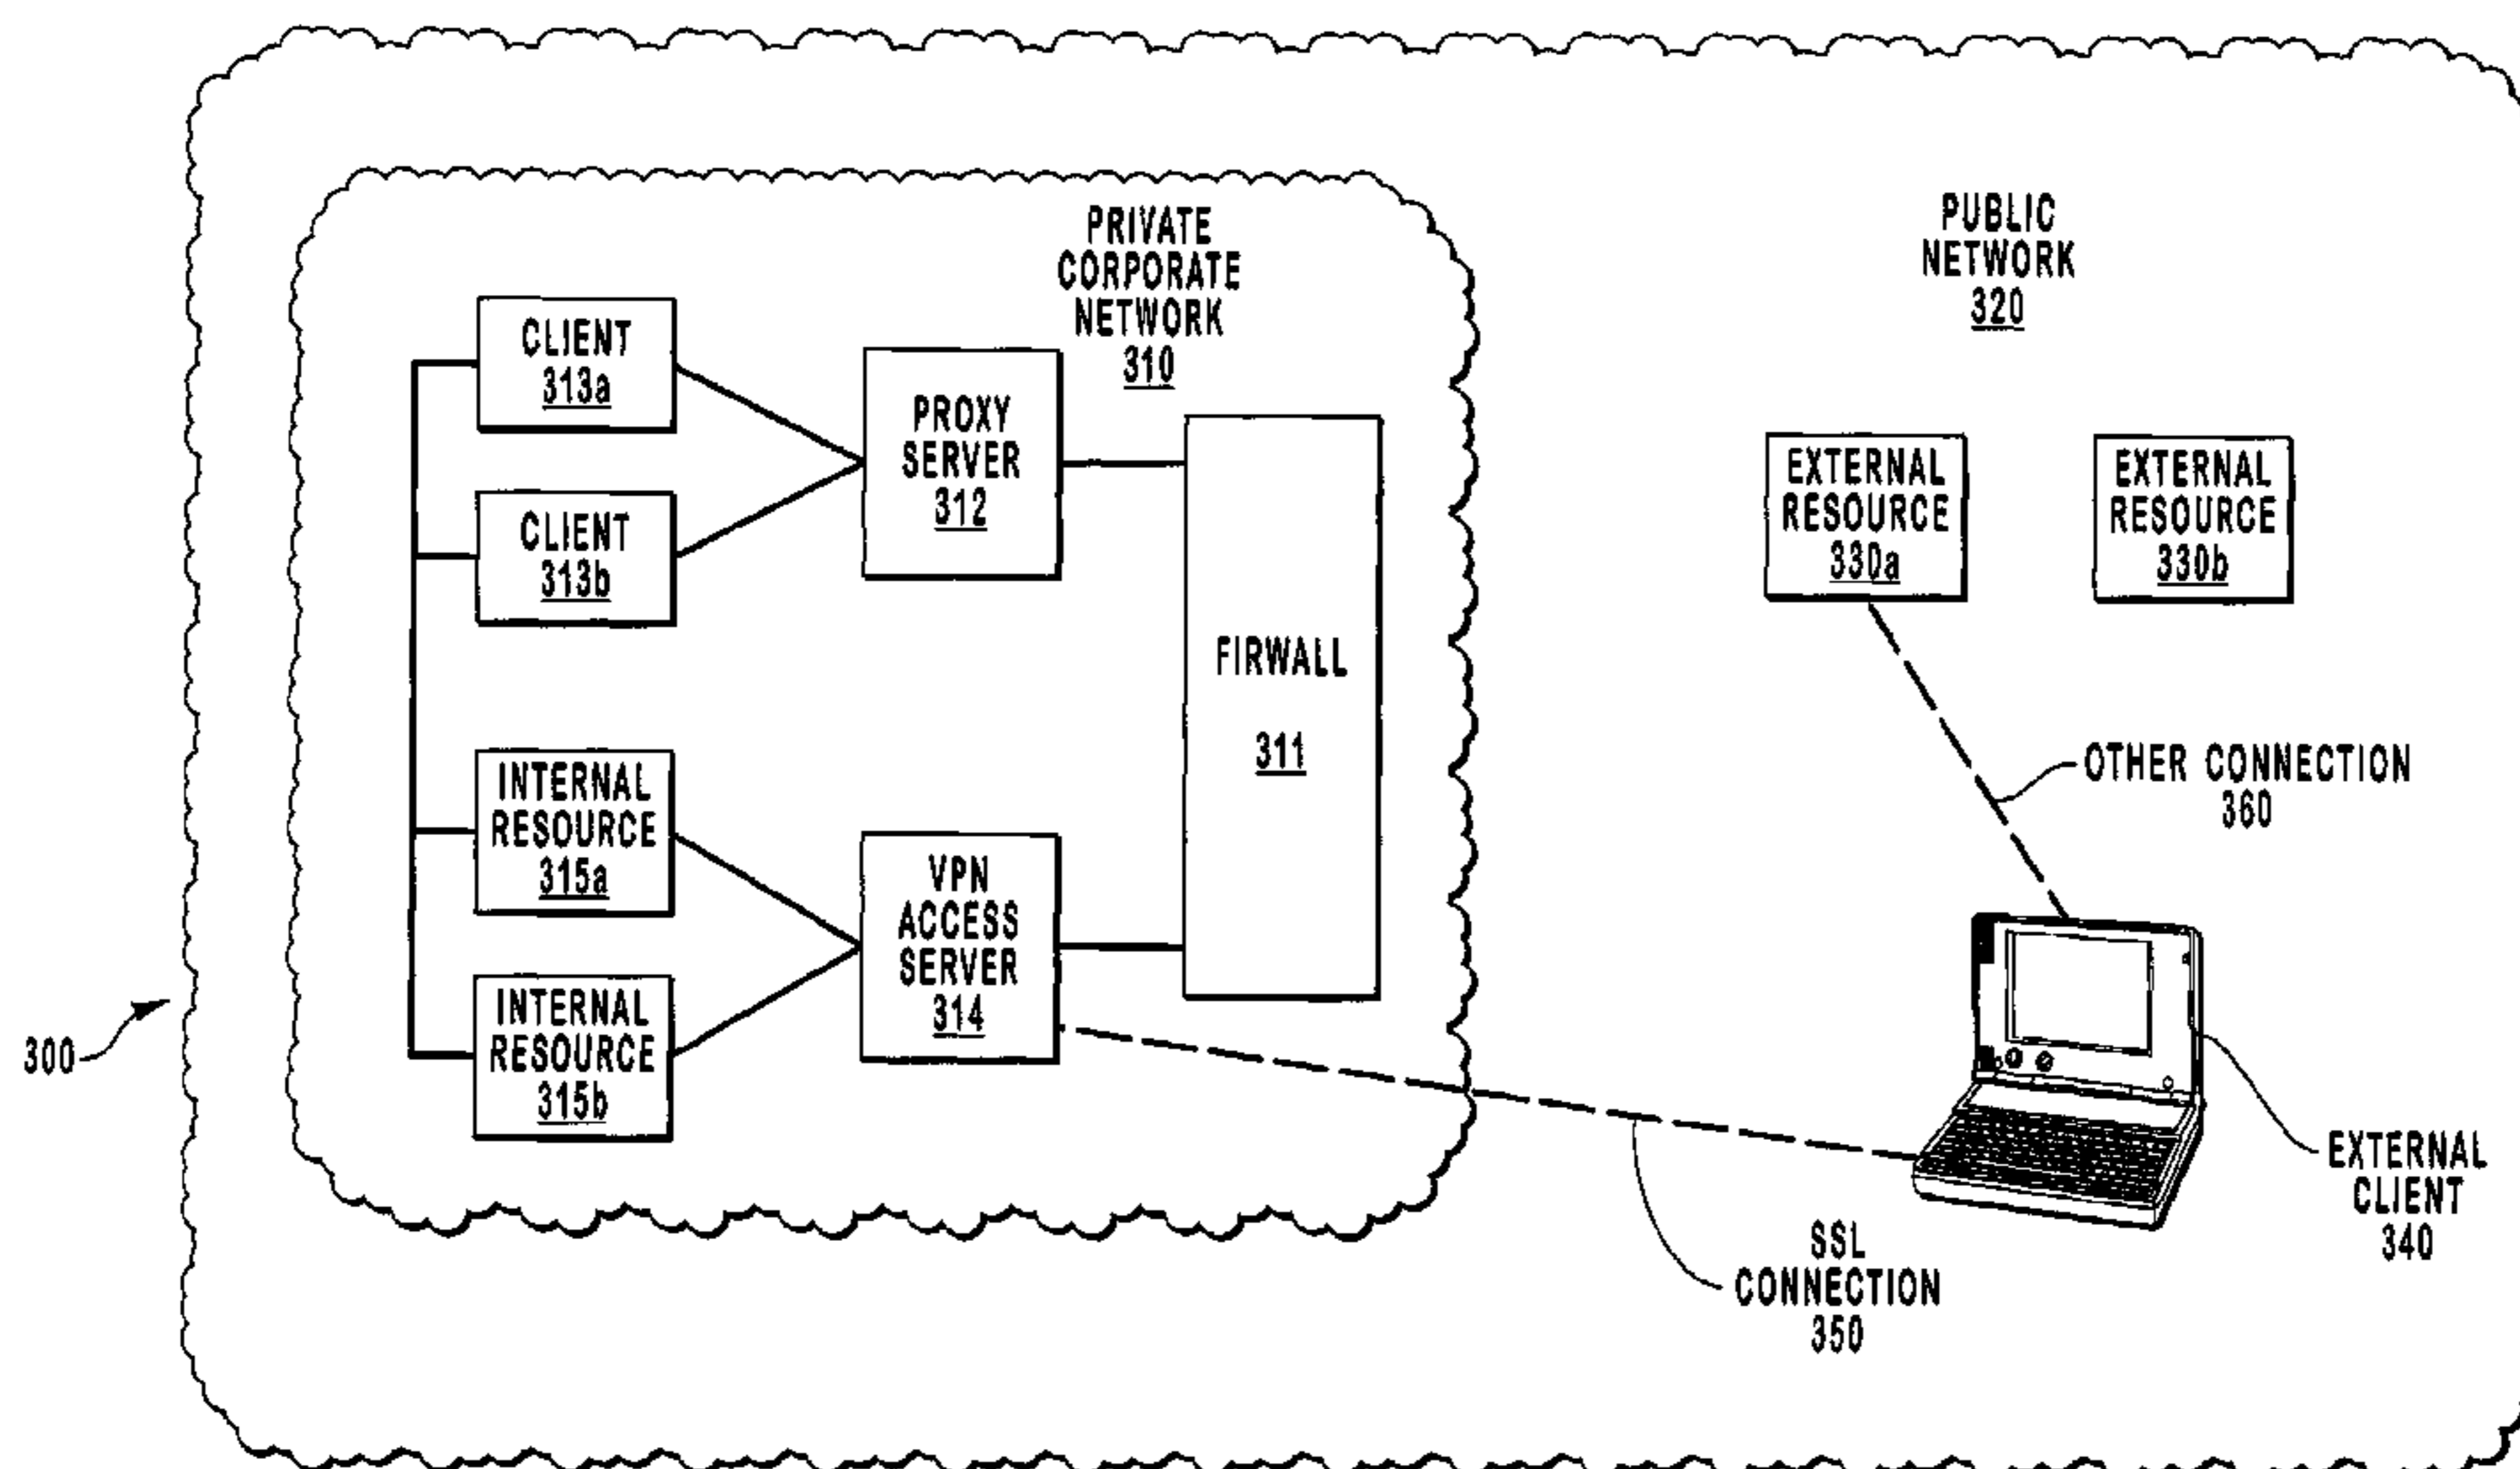 PRIVATE
CORPORATE
NETWORK
310
PUBLIC
NETWORK
320
CLIENT
313a
CLIENT
313b
PROXY
SERVER
312
FIRWALL
311
INTERNAL
RESOURCE
315a
INTERNAL
RESOURCE
315b
VPN
ACCESS
SERVER
314
EXTERNAL
RESOURCE
330a
EXTERNAL
RESOURCE
330b
OTHER CONNECTION
360
300
SSL
CONNECTION
350
EXTERNAL
CLIENT
340